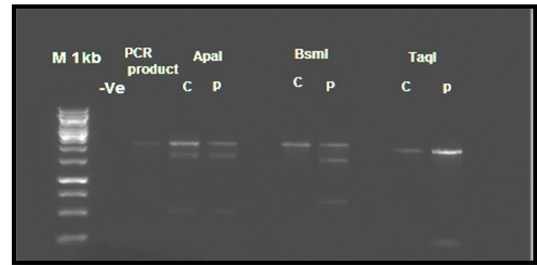 M 1kb
-Ve
PCR
product
ApaI
C P
BsmI
C P
TaqI
C P